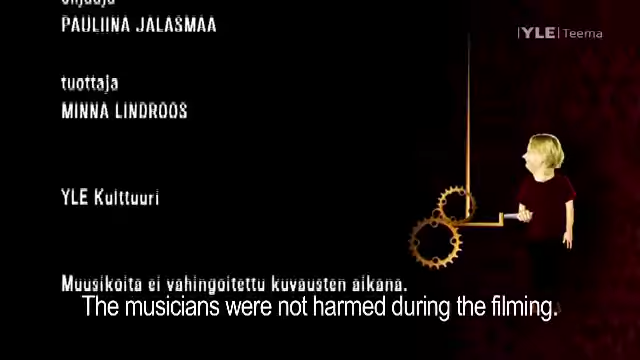 ohjaaja
PAULIINA JALASMAA
YLE Teema
tuottaja
MINNA LINDROOS
YLE Kulttuuri
Muusikoita ei vahingoitettu kuvausten aikana.
The musicians were not harmed during the filming.